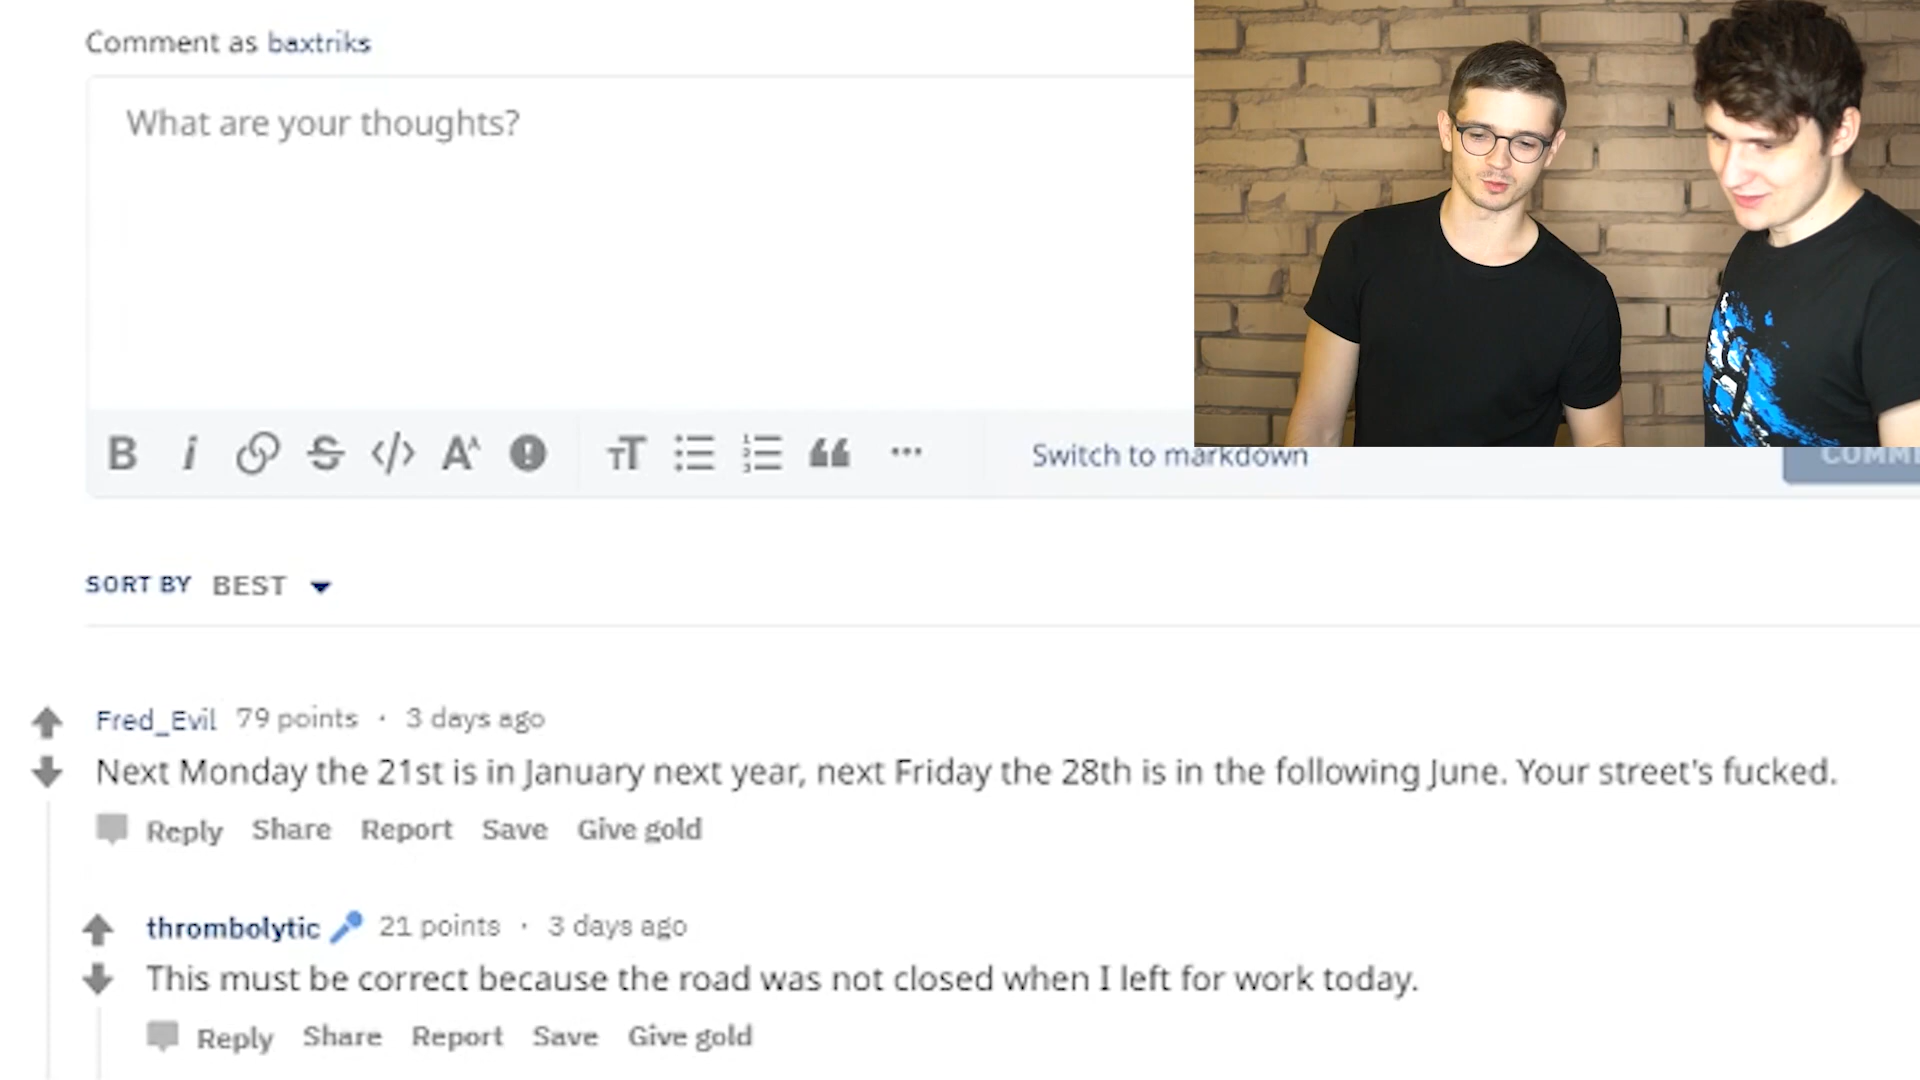 Comment as baxtriks
What are your thoughts?
Switch to markdown
SORT BY BEST
Fred_Evil 79 points · 3 days ago
Next Monday the 21st is in January next year, next Friday the 28th is in the following June. Your street's fucked.
Reply Share Report Save Give gold
thrombolytic 21 points · 3 days ago
This must be correct because the road was not closed when I left for work today.
Reply Share Report Save Give gold